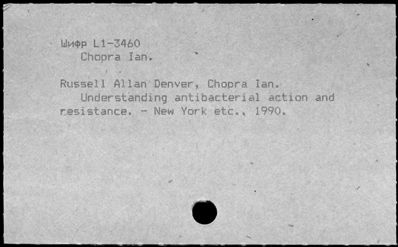 Шифр L1-3460
Chopra Ian.
Russell Allan Denver, Chopra Ian.
Understanding antibacterial action and
resistance. - New York etc., 1990.